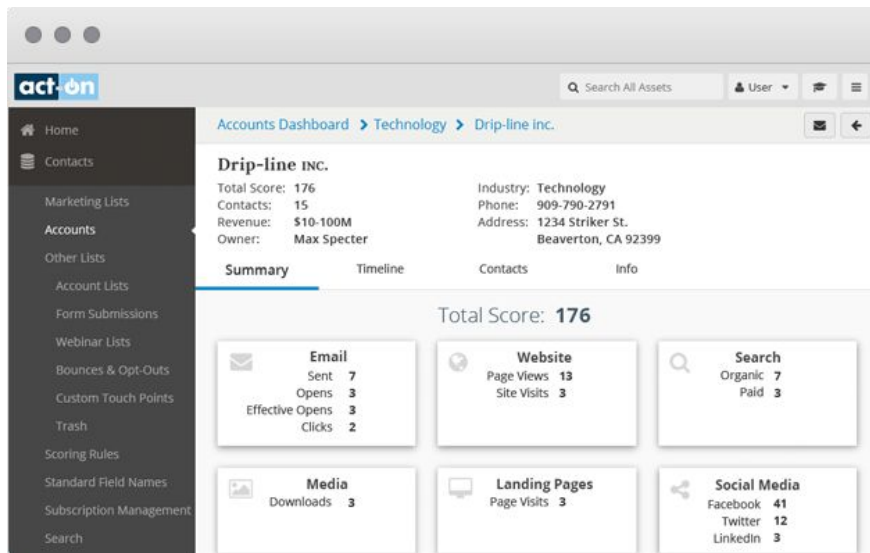 act-on
Search All Assets
User
Home
Contacts
Marketing Lists
Accounts
Other Lists
Account Lists
Form Submissions
Webinar Lists
Bounces & Opt-Outs
Custom Touch Points
Trash
Scoring Rules
Standard Field Names
Subscription Management
Search
Accounts Dashboard > Technology > Drip-line inc.
Drip-line INC.
Total Score: 176
Contacts: 15
Revenue: $10-100M
Owner: Max Specter
Industry: Technology
Phone: 909-790-2791
Address: 1234 Striker St.
Beaverton, CA 92399
Summary Timeline Contacts Info
Total Score: 176
Email
Sent 7
Opens 3
Effective Opens 3
Clicks 2
Website
Page Views 13
Site Visits 3
Search
Organic 7
Paid 3
Media
Downloads 3
Landing Pages
Page Visits 3
Social Media
Facebook 41
Twitter 12
LinkedIn 3